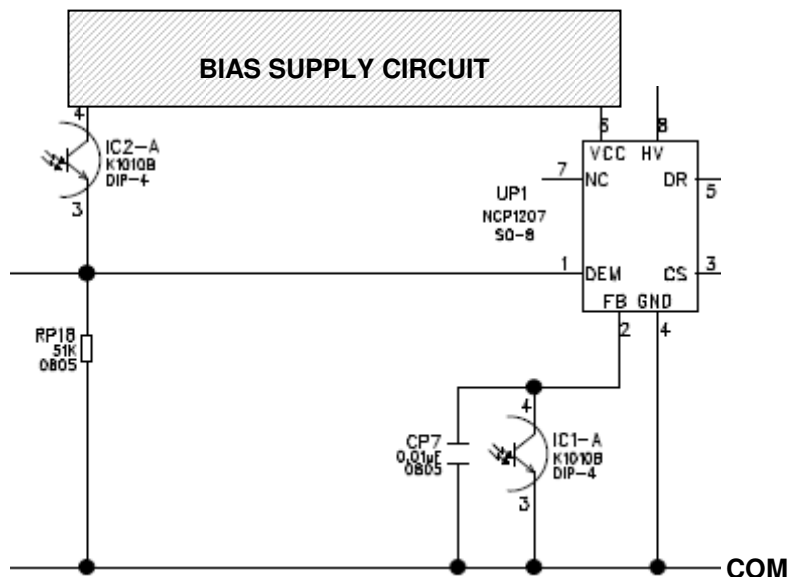 BIAS SUPPLY CIRCUIT
4
IC2-A
K1010B
DIP-4
3
6
8
VCC HV
7
NC
DR
5
UP1
NCP1207
SO-8
1
DEM
CS
3
FB GND
2
4
RP18
51K
0805
4
CP7
0,01uF
0805
IC1-A
K1010B
DIP-4
3
COM